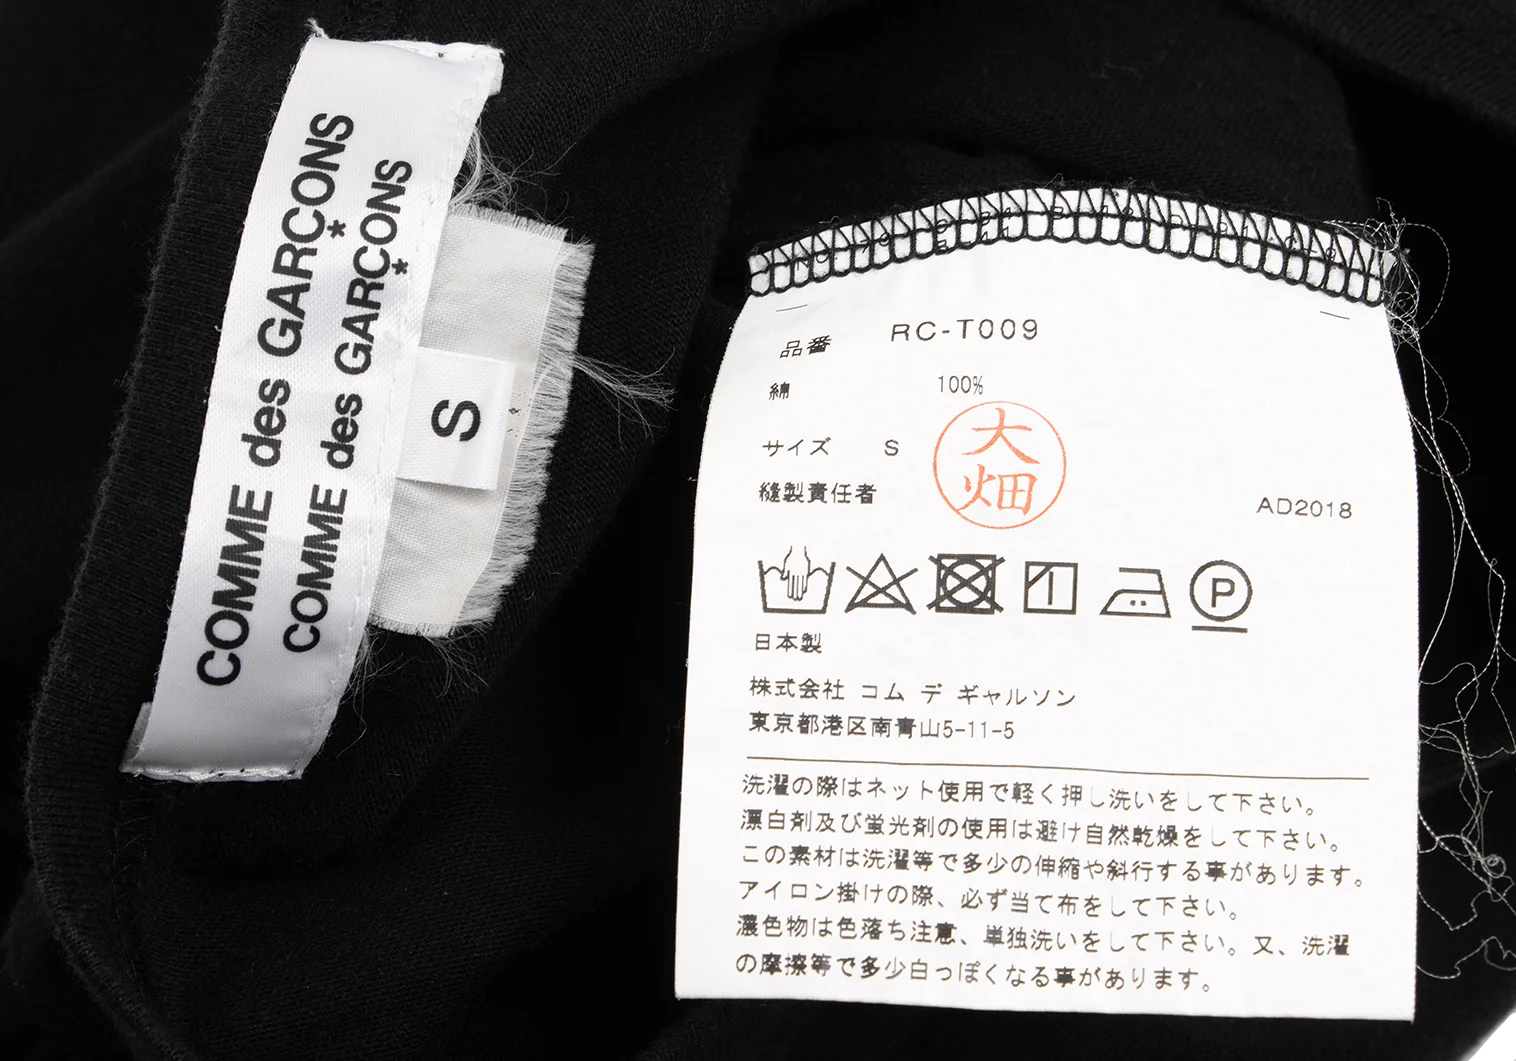 COMME des GARÇONS
COMME des GARÇONS
S
品番 RC-T009
綿 100%
サイズ S
縫製責任者
大畑
AD2018
P
日本製
株式会社 コム デ ギャルソン
東京都港区南青山5-11-5
洗濯の際はネット使用で軽く押し洗いをして下さい。
漂白剤及び蛍光剤の使用は避け自然乾燥をして下さい。
この素材は洗濯等で多少の伸縮や斜行する事があります。
アイロン掛けの際、必ず当て布をして下さい。
濃色物は色落ち注意、単独洗いをして下さい。又、洗濯
の摩擦等で多少白っぽくなる事があります。